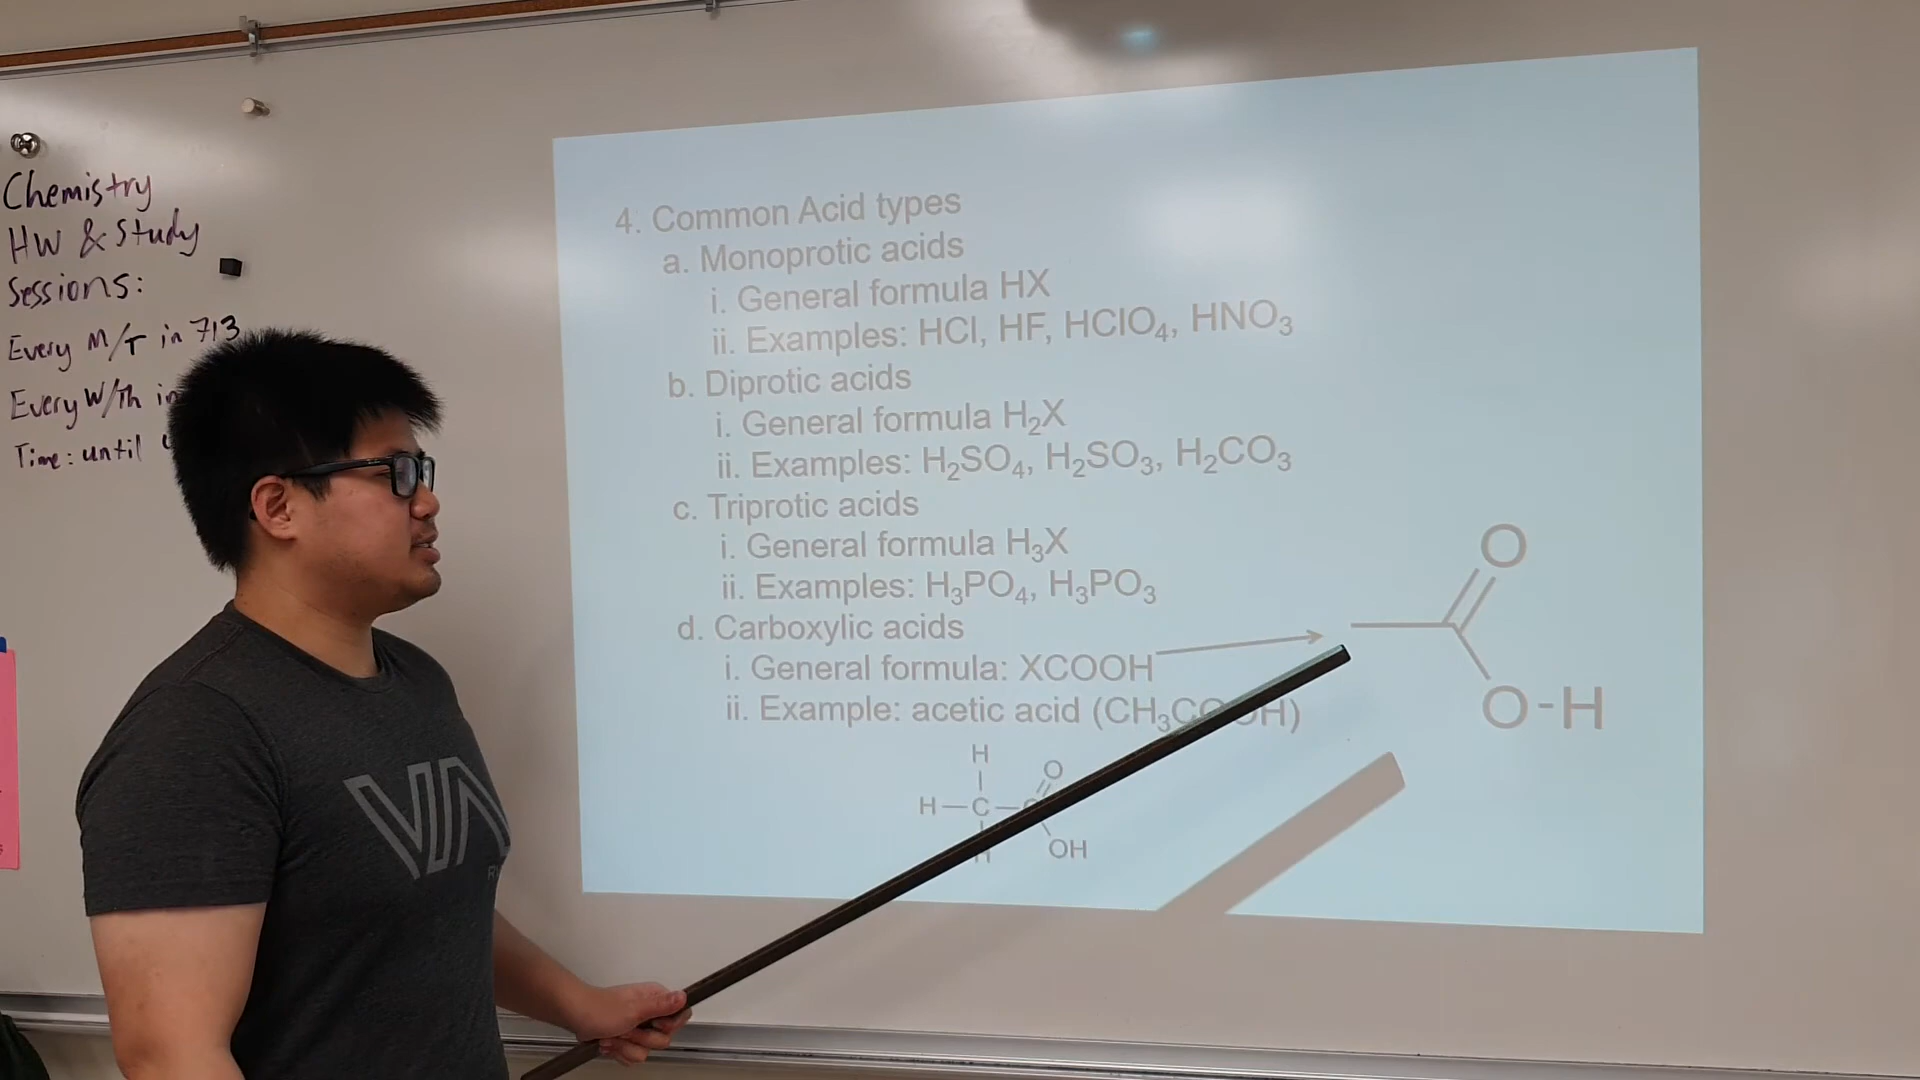 Chemistry
HW & Study
Sessions:
Every M/T in 713
Every W/Th in
Time: until
4. Common Acid types
a. Monoprotic acids
i. General formula HX
ii. Examples: HCl, HF, HClO₄, HNO₃
b. Diprotic acids
i. General formula H₂X
ii. Examples: H₂SO₄, H₂SO₃, H₂CO₃
c. Triprotic acids
i. General formula H₃X
ii. Examples: H₃PO₄, H₃PO₃
d. Carboxylic acids
i. General formula: XCOOH
ii. Example: acetic acid (CH₃COOH)
O
O-H
H
O
H—C—
H
OH